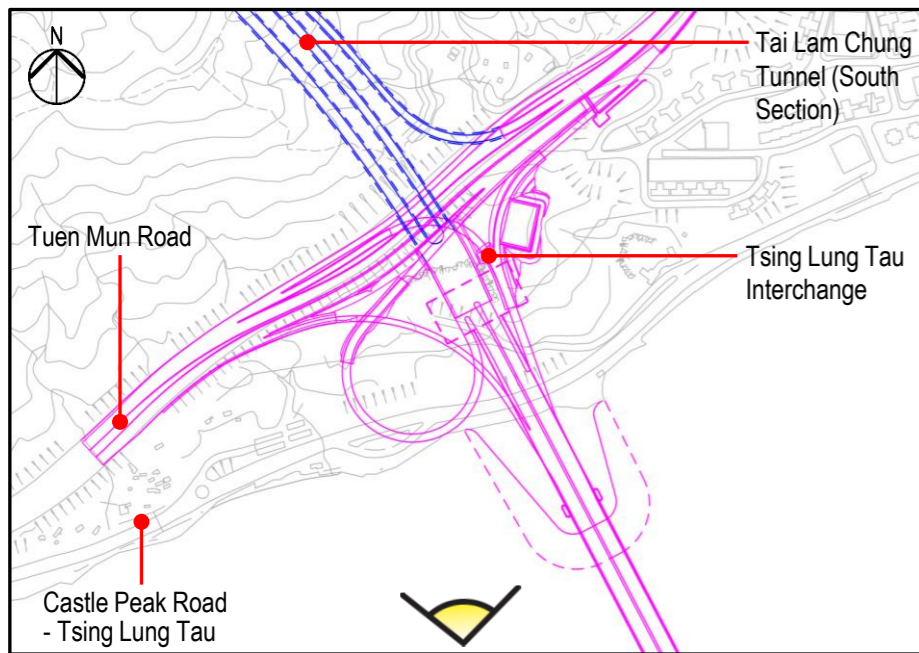 N
Tai Lam Chung
Tunnel (South
Section)
Tuen Mun Road
Tsing Lung Tau
Interchange
Castle Peak Road
- Tsing Lung Tau